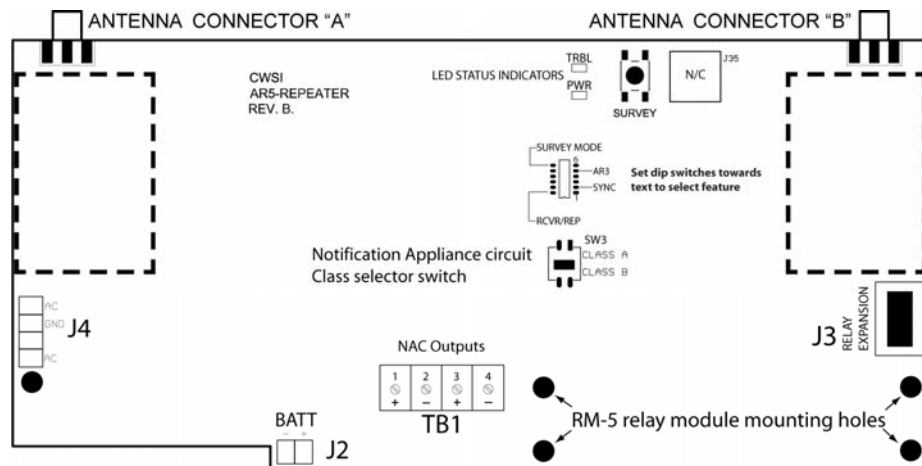 ANTENNA CONNECTOR "A"
ANTENNA CONNECTOR "B"
CWSI
AR5-REPEATER
REV. B.
LED STATUS INDICATORS
TRBL
PWR
SURVEY
N/C
J35
SURVEY MODE
6
AR3
SYNC
1
RCVR/REP
Set dip switches towards
text to select feature
Notification Appliance circuit
Class selector switch
SW3
CLASS A
CLASS B
AC
GND
AC
J4
J3
RELAY
EXPANSION
NAC Outputs
1 2 3 4
+ – + –
TB1
BATT
– +
J2
RM-5 relay module mounting holes